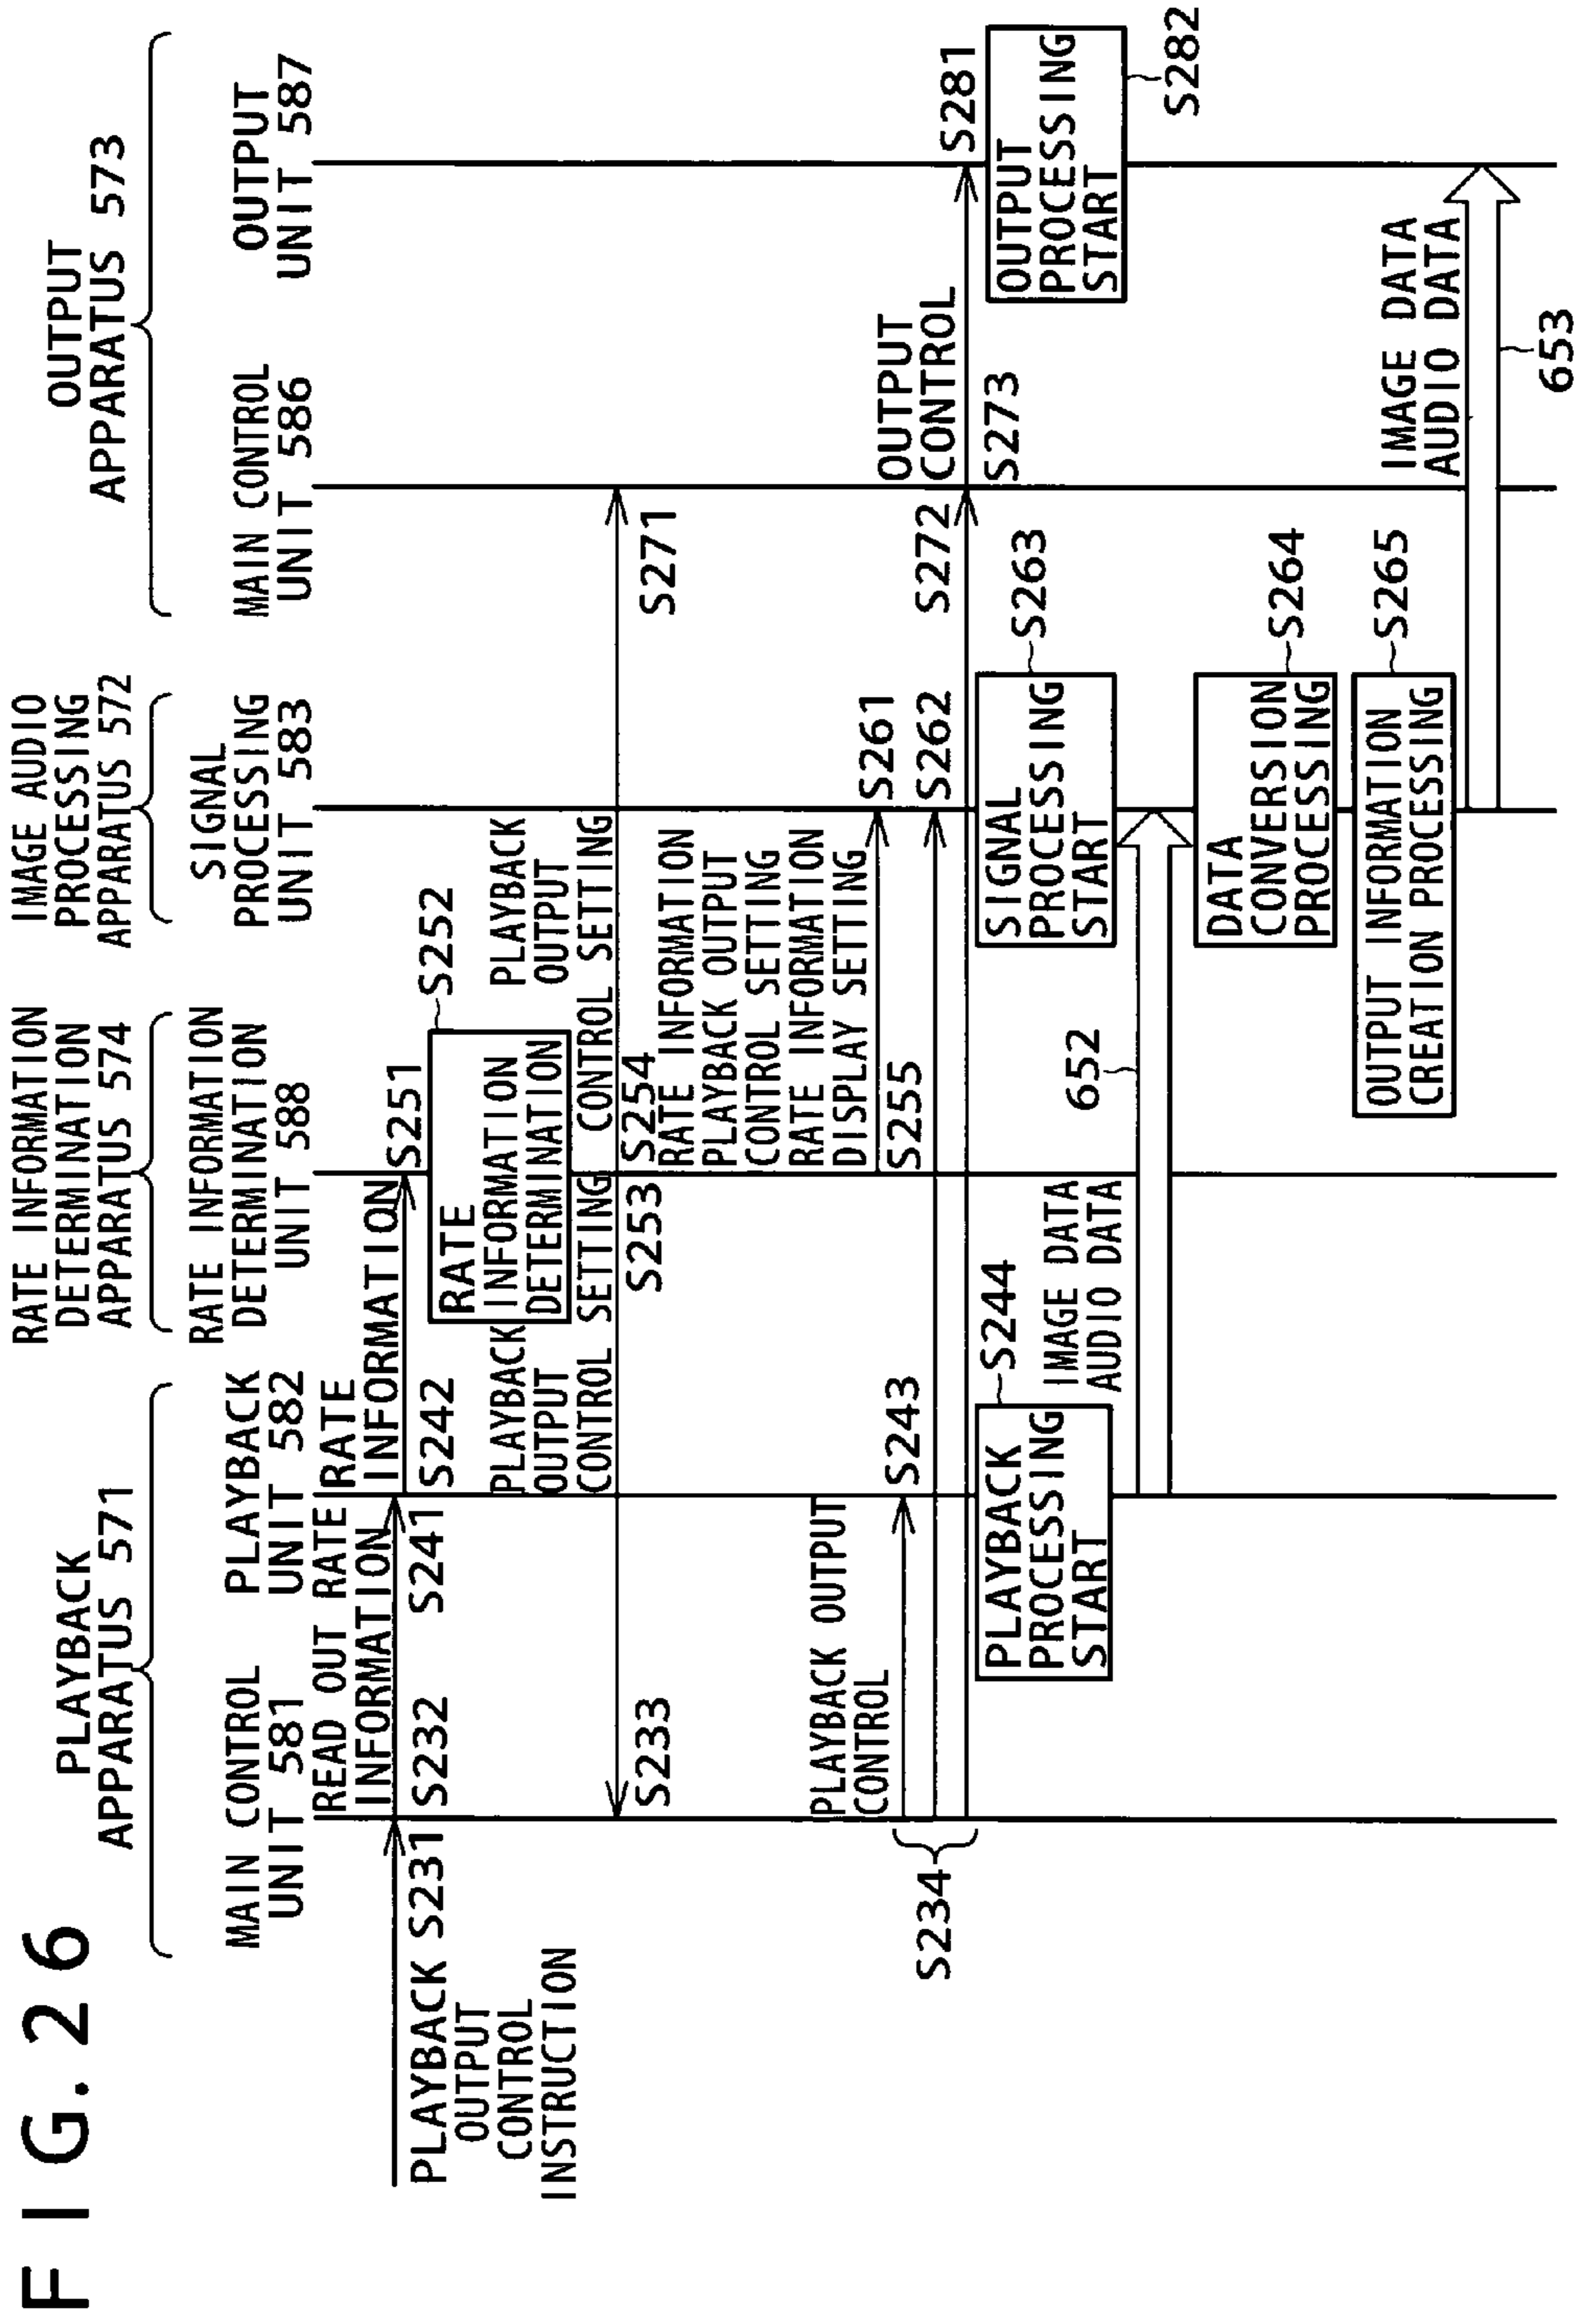 FIG. 26
PLAYBACK
APPARATUS 571
RATE INFORMATION
DETERMINATION
APPARATUS 574
IMAGE AUDIO
PROCESSING
APPARATUS 572
OUTPUT
APPARATUS 573
MAIN CONTROL
UNIT 581
PLAYBACK
UNIT 582
RATE INFORMATION
DETERMINATION
UNIT 588
SIGNAL
PROCESSING
UNIT 583
MAIN CONTROL
UNIT 586
OUTPUT
UNIT 587
PLAYBACK
OUTPUT
CONTROL
INSTRUCTION
S231
READ OUT RATE
INFORMATION
S232
S241
RATE
INFORMATION
S242
S251
RATE
INFORMATION
DETERMINATION
S252
PLAYBACK
OUTPUT
CONTROL SETTING
S233
S253
PLAYBACK
OUTPUT
CONTROL SETTING
S254
S271
RATE INFORMATION
PLAYBACK OUTPUT
CONTROL SETTING
RATE INFORMATION
DISPLAY SETTING
S255
S261
PLAYBACK OUTPUT
CONTROL
S234
S243
S262
S272
OUTPUT
CONTROL
S273
S281
PLAYBACK
PROCESSING
START
S244
SIGNAL
PROCESSING
START
S263
OUTPUT
PROCESSING
START
S282
IMAGE DATA
AUDIO DATA
652
DATA
CONVERSION
PROCESSING
S264
OUTPUT INFORMATION
CREATION PROCESSING
S265
IMAGE DATA
AUDIO DATA
653